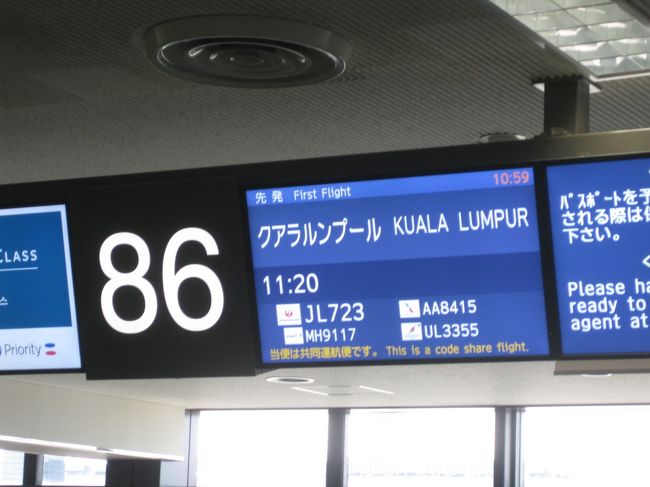 CLASS
ス
Priority
86
先発 First Flight 10:59
クアラルンプール KUALA LUMPUR
11:20
JL723 AA8415
MH9117 UL3355
当便は共同運航便です。 This is a code share flight.
パスポートを予
される際は
下さい。
Please ha
ready to
agent at